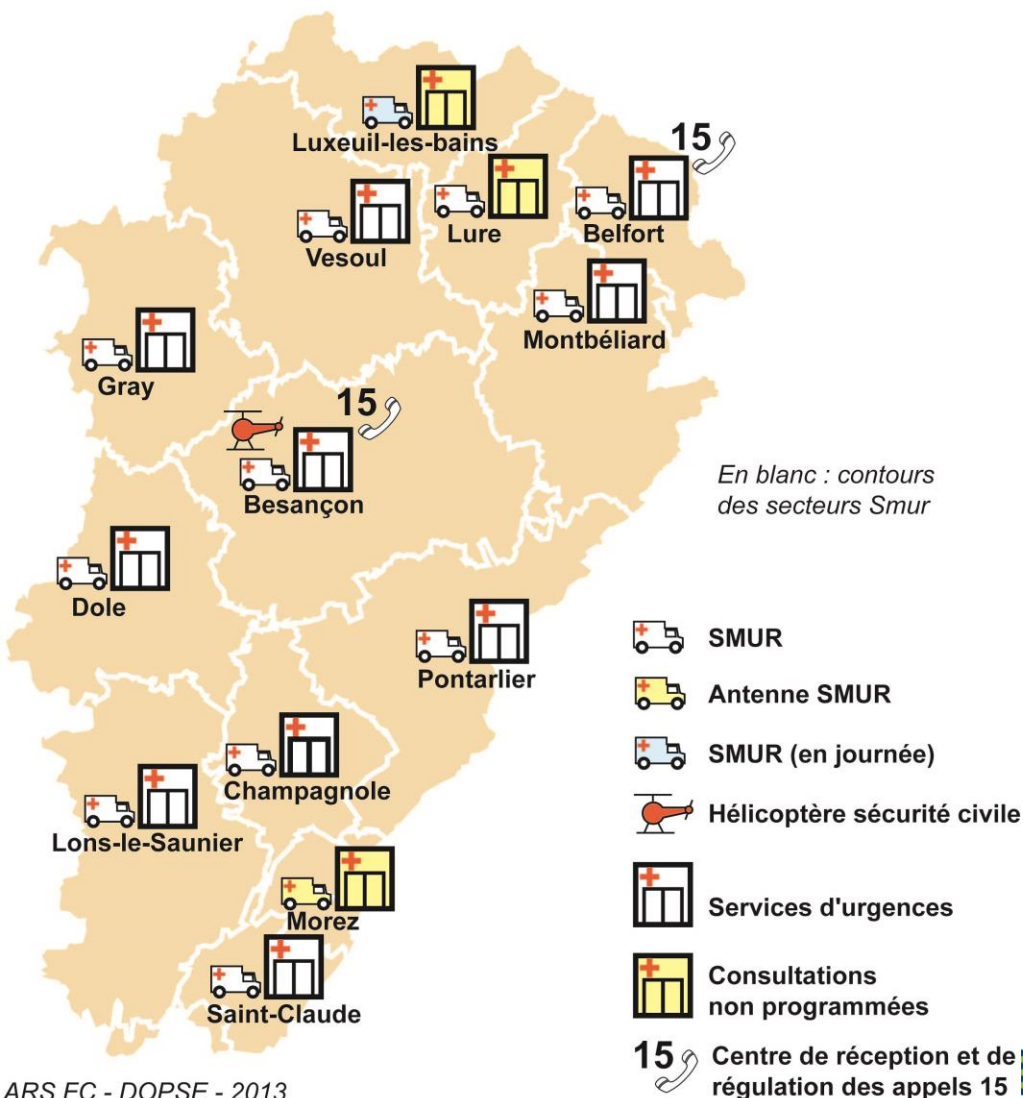 15
Luxeuil-les-bains
Vesoul
Lure
Belfort
Montbéliard
Gray
15
Besançon
En blanc : contours
des secteurs Smur
Dole
Pontarlier
SMUR
Antenne SMUR
Champagnole
SMUR (en journée)
Lons-le-Saunier
Hélicoptère sécurité civile
Morez
Services d'urgences
Saint-Claude
Consultations
non programmées
15
Centre de réception et de
régulation des appels 15
ARS FC - DOPSE - 2013